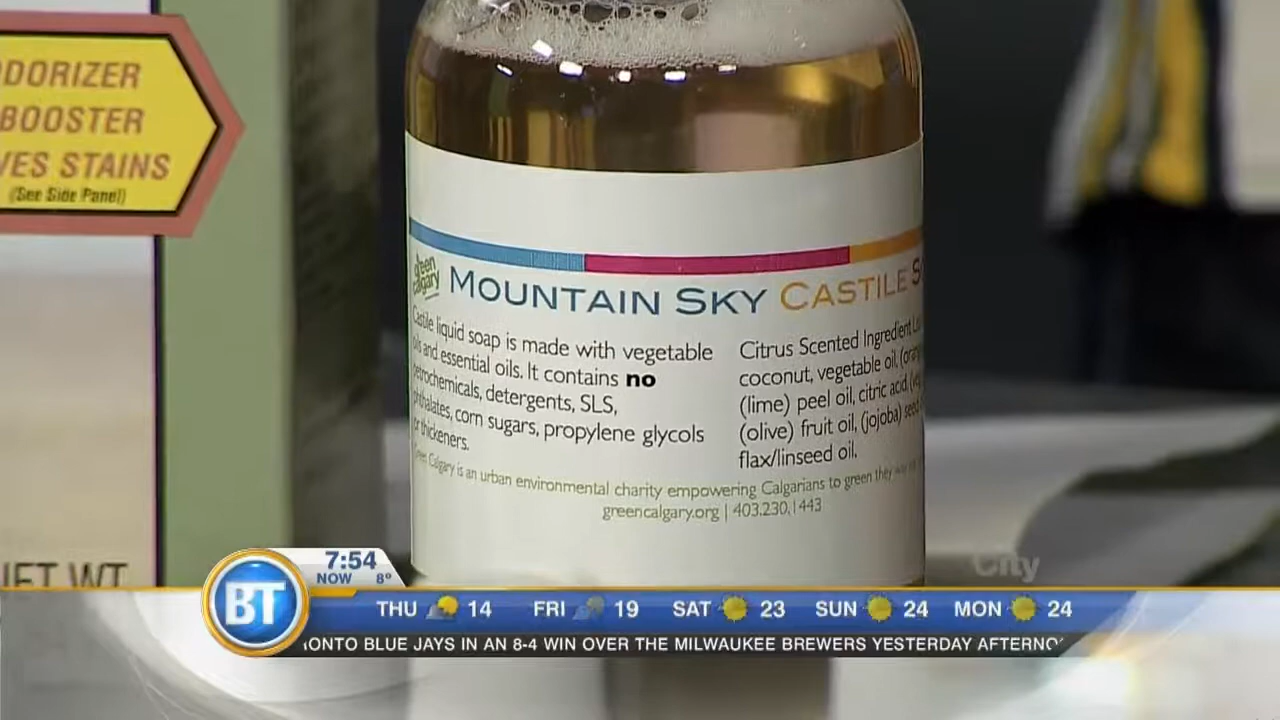 ODORIZER
BOOSTER
VES STAINS
(See Side Panel)
green
calgary
MOUNTAIN SKY CASTILE S
Castile liquid soap is made with vegetable
oils and essential oils. It contains no
petrochemicals, detergents, SLS,
phthalates, corn sugars, propylene glycols
or thickeners.
Citrus Scented Ingredient
coconut, vegetable oil,
(lime) peel oil, citric acid,
(olive) fruit oil, (jojoba) seed
flax/linseed oil.
Green Calgary is an urban environmental charity empowering Calgarians to green they
greencalgary.org | 403.230.1443
NET WT
City
BT
7:54
NOW 8°
THU 14 FRI 19 SAT 23 SUN 24 MON 24
ONTO BLUE JAYS IN AN 8-4 WIN OVER THE MILWAUKEE BREWERS YESTERDAY AFTERNO